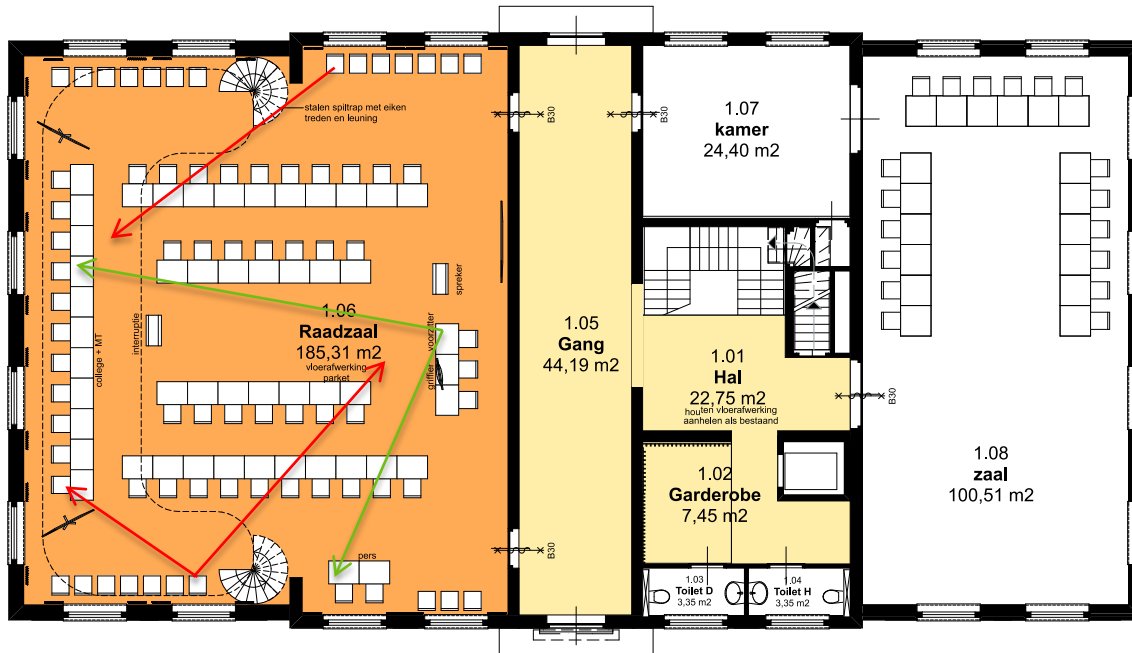 stalen spiltrap met eiken
treden en leuning
B30
B30
1.07
kamer
24,40 m2
spreker
1.06
Raadzaal
185,31 m2
vloerafwerking
parket
interruptie
college + MT
voorzitter
griffier
1.05
Gang
44,19 m2
1.01
Hal
22,75 m2
houten vloerafwerking
aanhelen als bestaand
B30
1.08
zaal
100,51 m2
1.02
Garderobe
7,45 m2
pers
B30
1.03
Toilet D
3,35 m2
1.04
Toilet H
3,35 m2